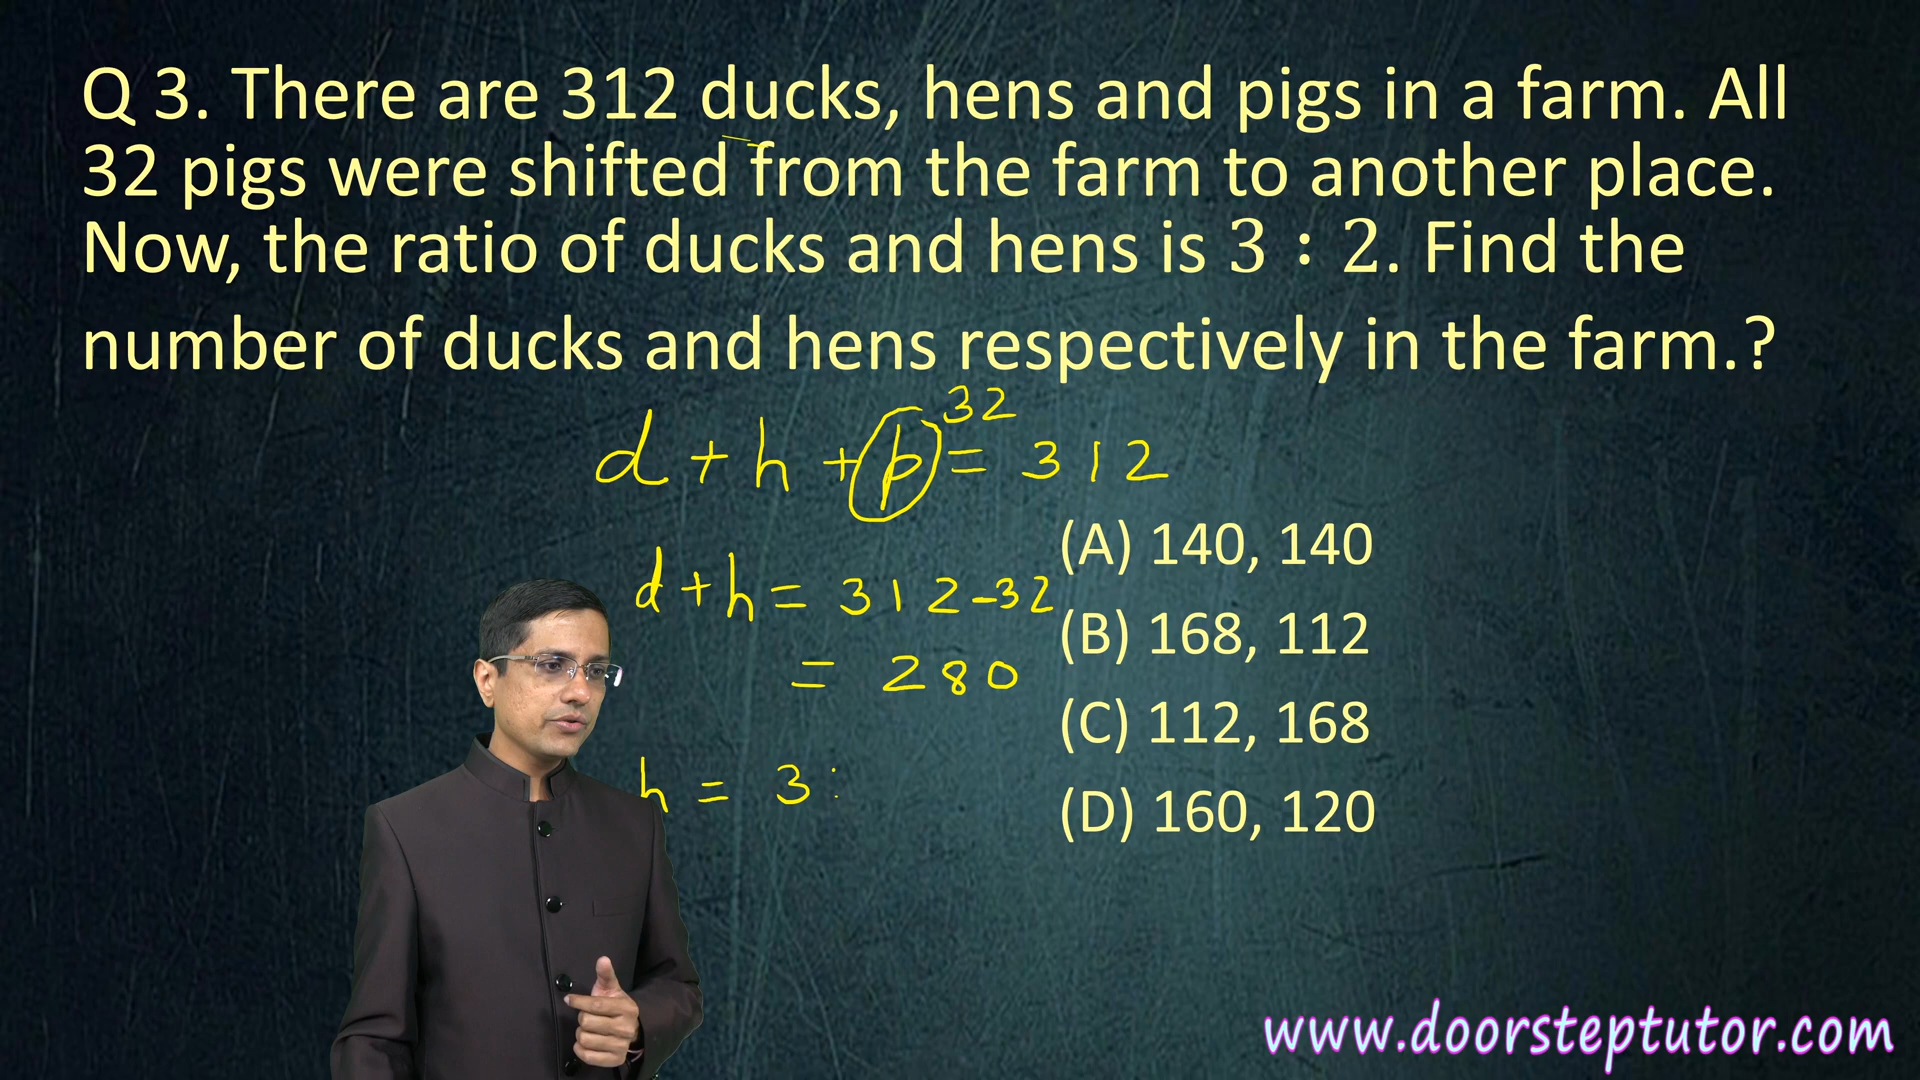 Q 3. There are 312 ducks, hens and pigs in a farm. All
32 pigs were shifted from the farm to another place.
Now, the ratio of ducks and hens is 3 : 2. Find the
number of ducks and hens respectively in the farm.?
32
d + h + p = 312
(A) 140, 140
d + h = 312-32
(B) 168, 112
= 280
(C) 112, 168
h = 3 :
(D) 160, 120
www.doorsteptutor.com